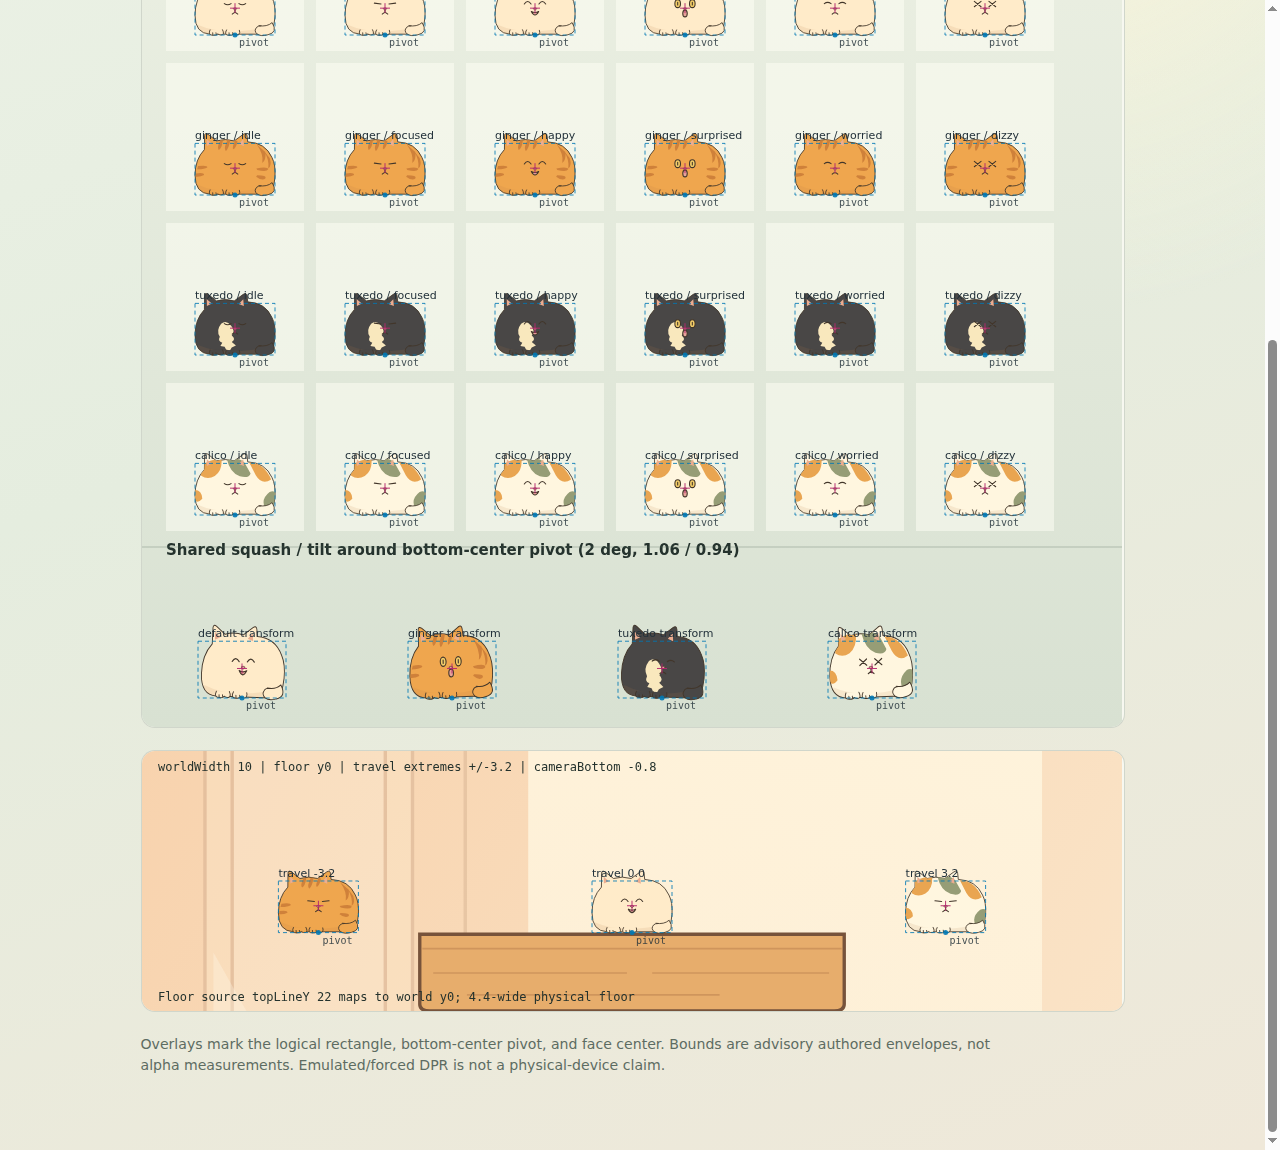 pivot pivot pivot pivot pivot pivot
ginger / idle ginger / focused ginger / happy ginger / surprised ginger / worried ginger / dizzy
pivot pivot pivot pivot pivot pivot
tuxedo / idle tuxedo / focused tuxedo / happy tuxedo / surprised tuxedo / worried tuxedo / dizzy
pivot pivot pivot pivot pivot pivot
calico / idle calico / focused calico / happy calico / surprised calico / worried calico / dizzy
pivot pivot pivot pivot pivot pivot
Shared squash / tilt around bottom-center pivot (2 deg, 1.06 / 0.94)
default transform ginger transform tuxedo transform calico transform
pivot pivot pivot pivot
worldWidth 10 | floor y0 | travel extremes +/-3.2 | cameraBottom -0.8
travel -3.2 travel 0.0 travel 3.2
pivot pivot pivot
Floor source topLineY 22 maps to world y0; 4.4-wide physical floor
Overlays mark the logical rectangle, bottom-center pivot, and face center. Bounds are advisory authored envelopes, not
alpha measurements. Emulated/forced DPR is not a physical-device claim.